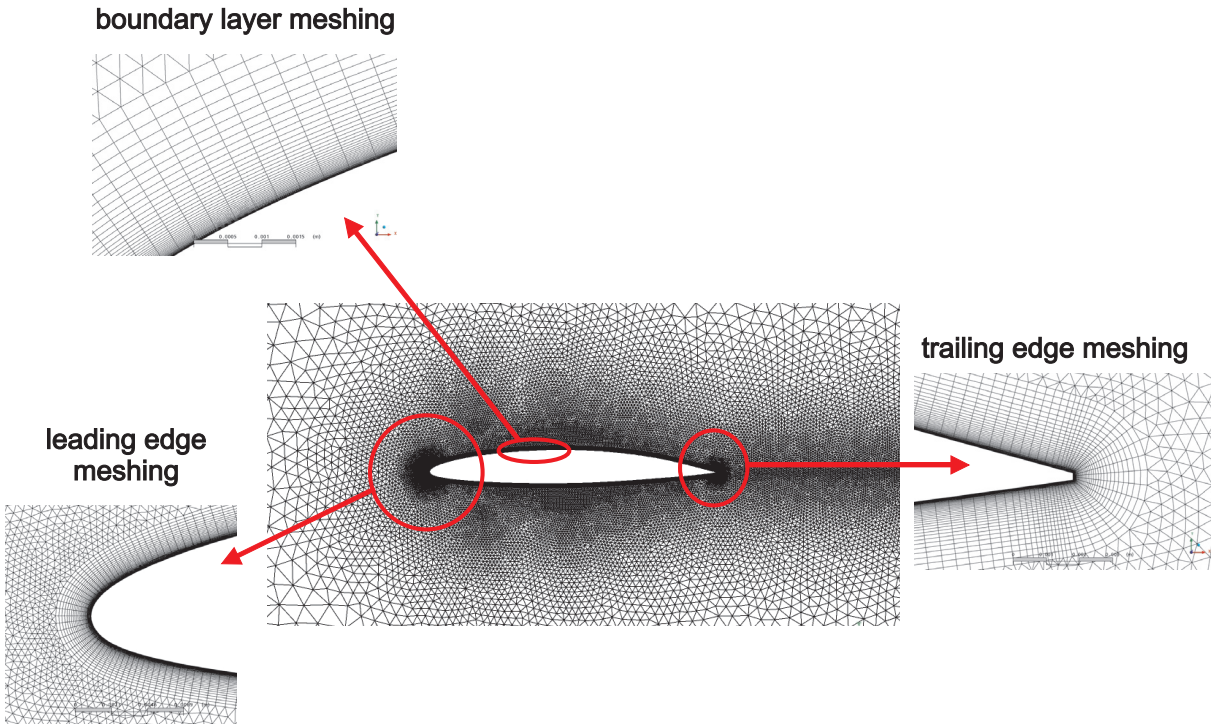 boundary layer meshing
0.0005 0.001 0.0015 (m)
trailing edge meshing
leading edge
meshing